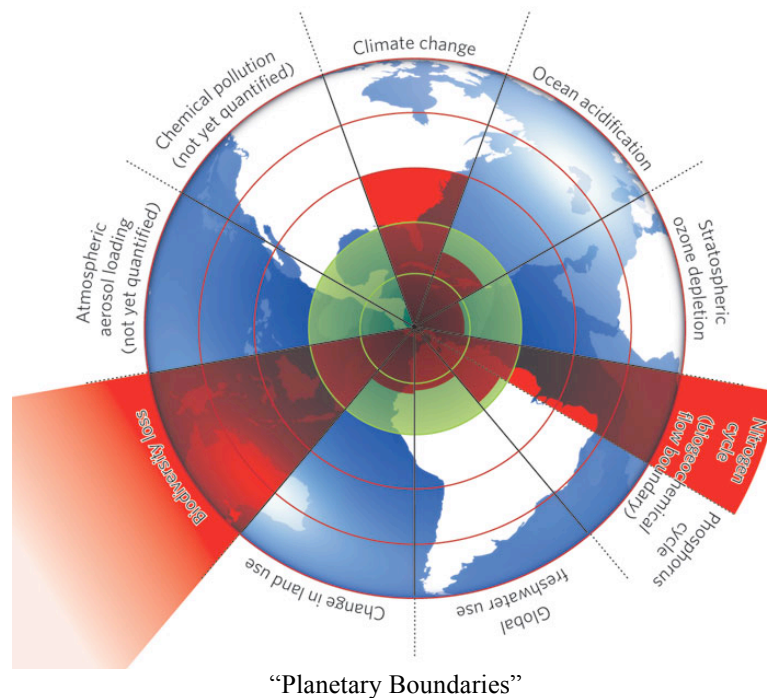 Climate change
Ocean acidification
Stratospheric
ozone depletion
Nitrogen
cycle
(biogeochemical
flow boundary)
Phosphorus
cycle
Global
freshwater use
Change in land use
Biodiversity loss
Atmospheric
aerosol loading
(not yet quantified)
Chemical pollution
(not yet quantified)
“Planetary Boundaries”